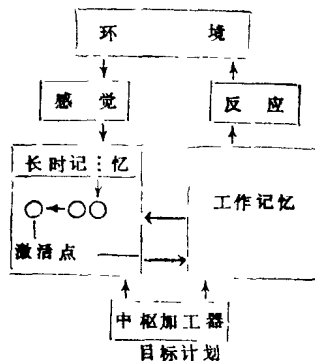 环 境
感 觉
反 应
长时记忆
工作记忆
激活点
中枢加工器
目标计划